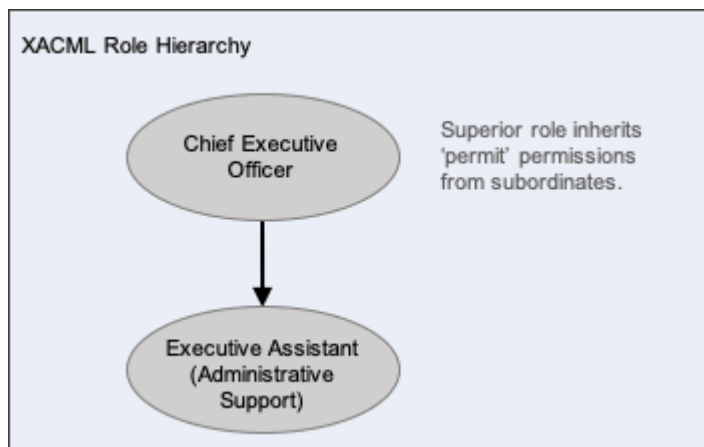 XACML Role Hierarchy
Chief Executive
Officer
Superior role inherits
'permit' permissions
from subordinates.
Executive Assistant
(Administrative
Support)